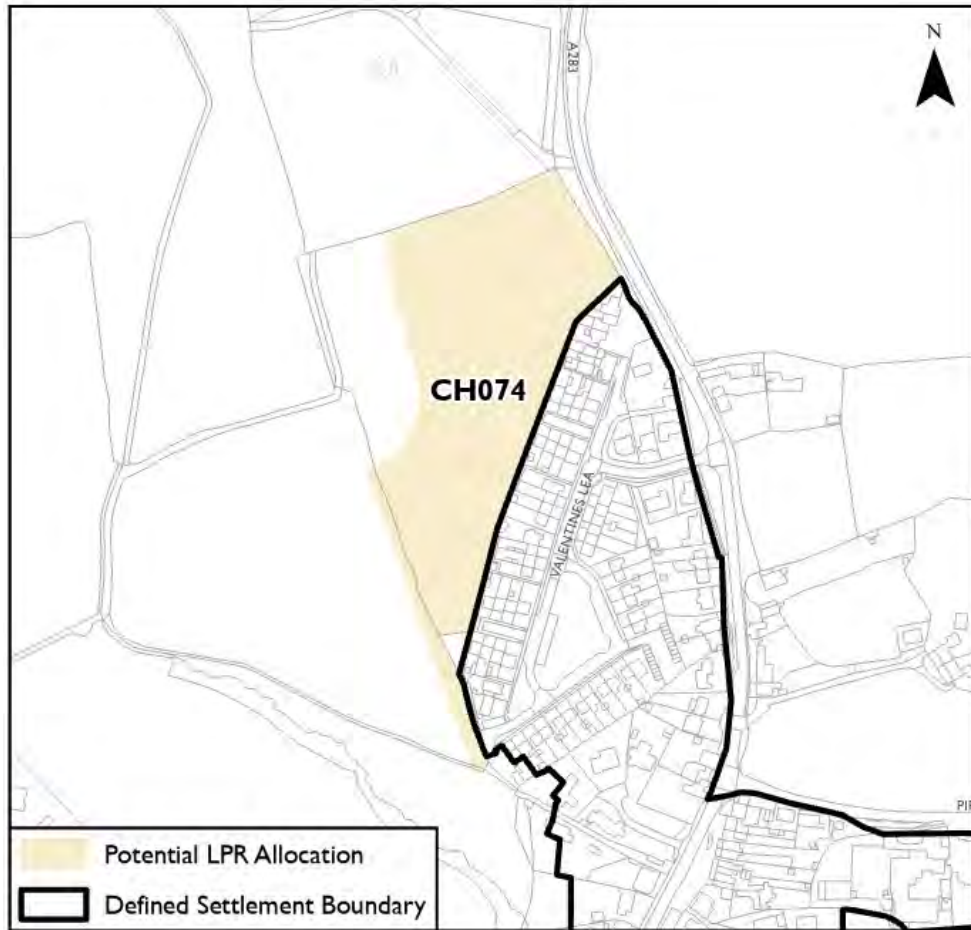 N
A283
CH074
VALENTINES LEA
Potential LPR Allocation
Defined Settlement Boundary